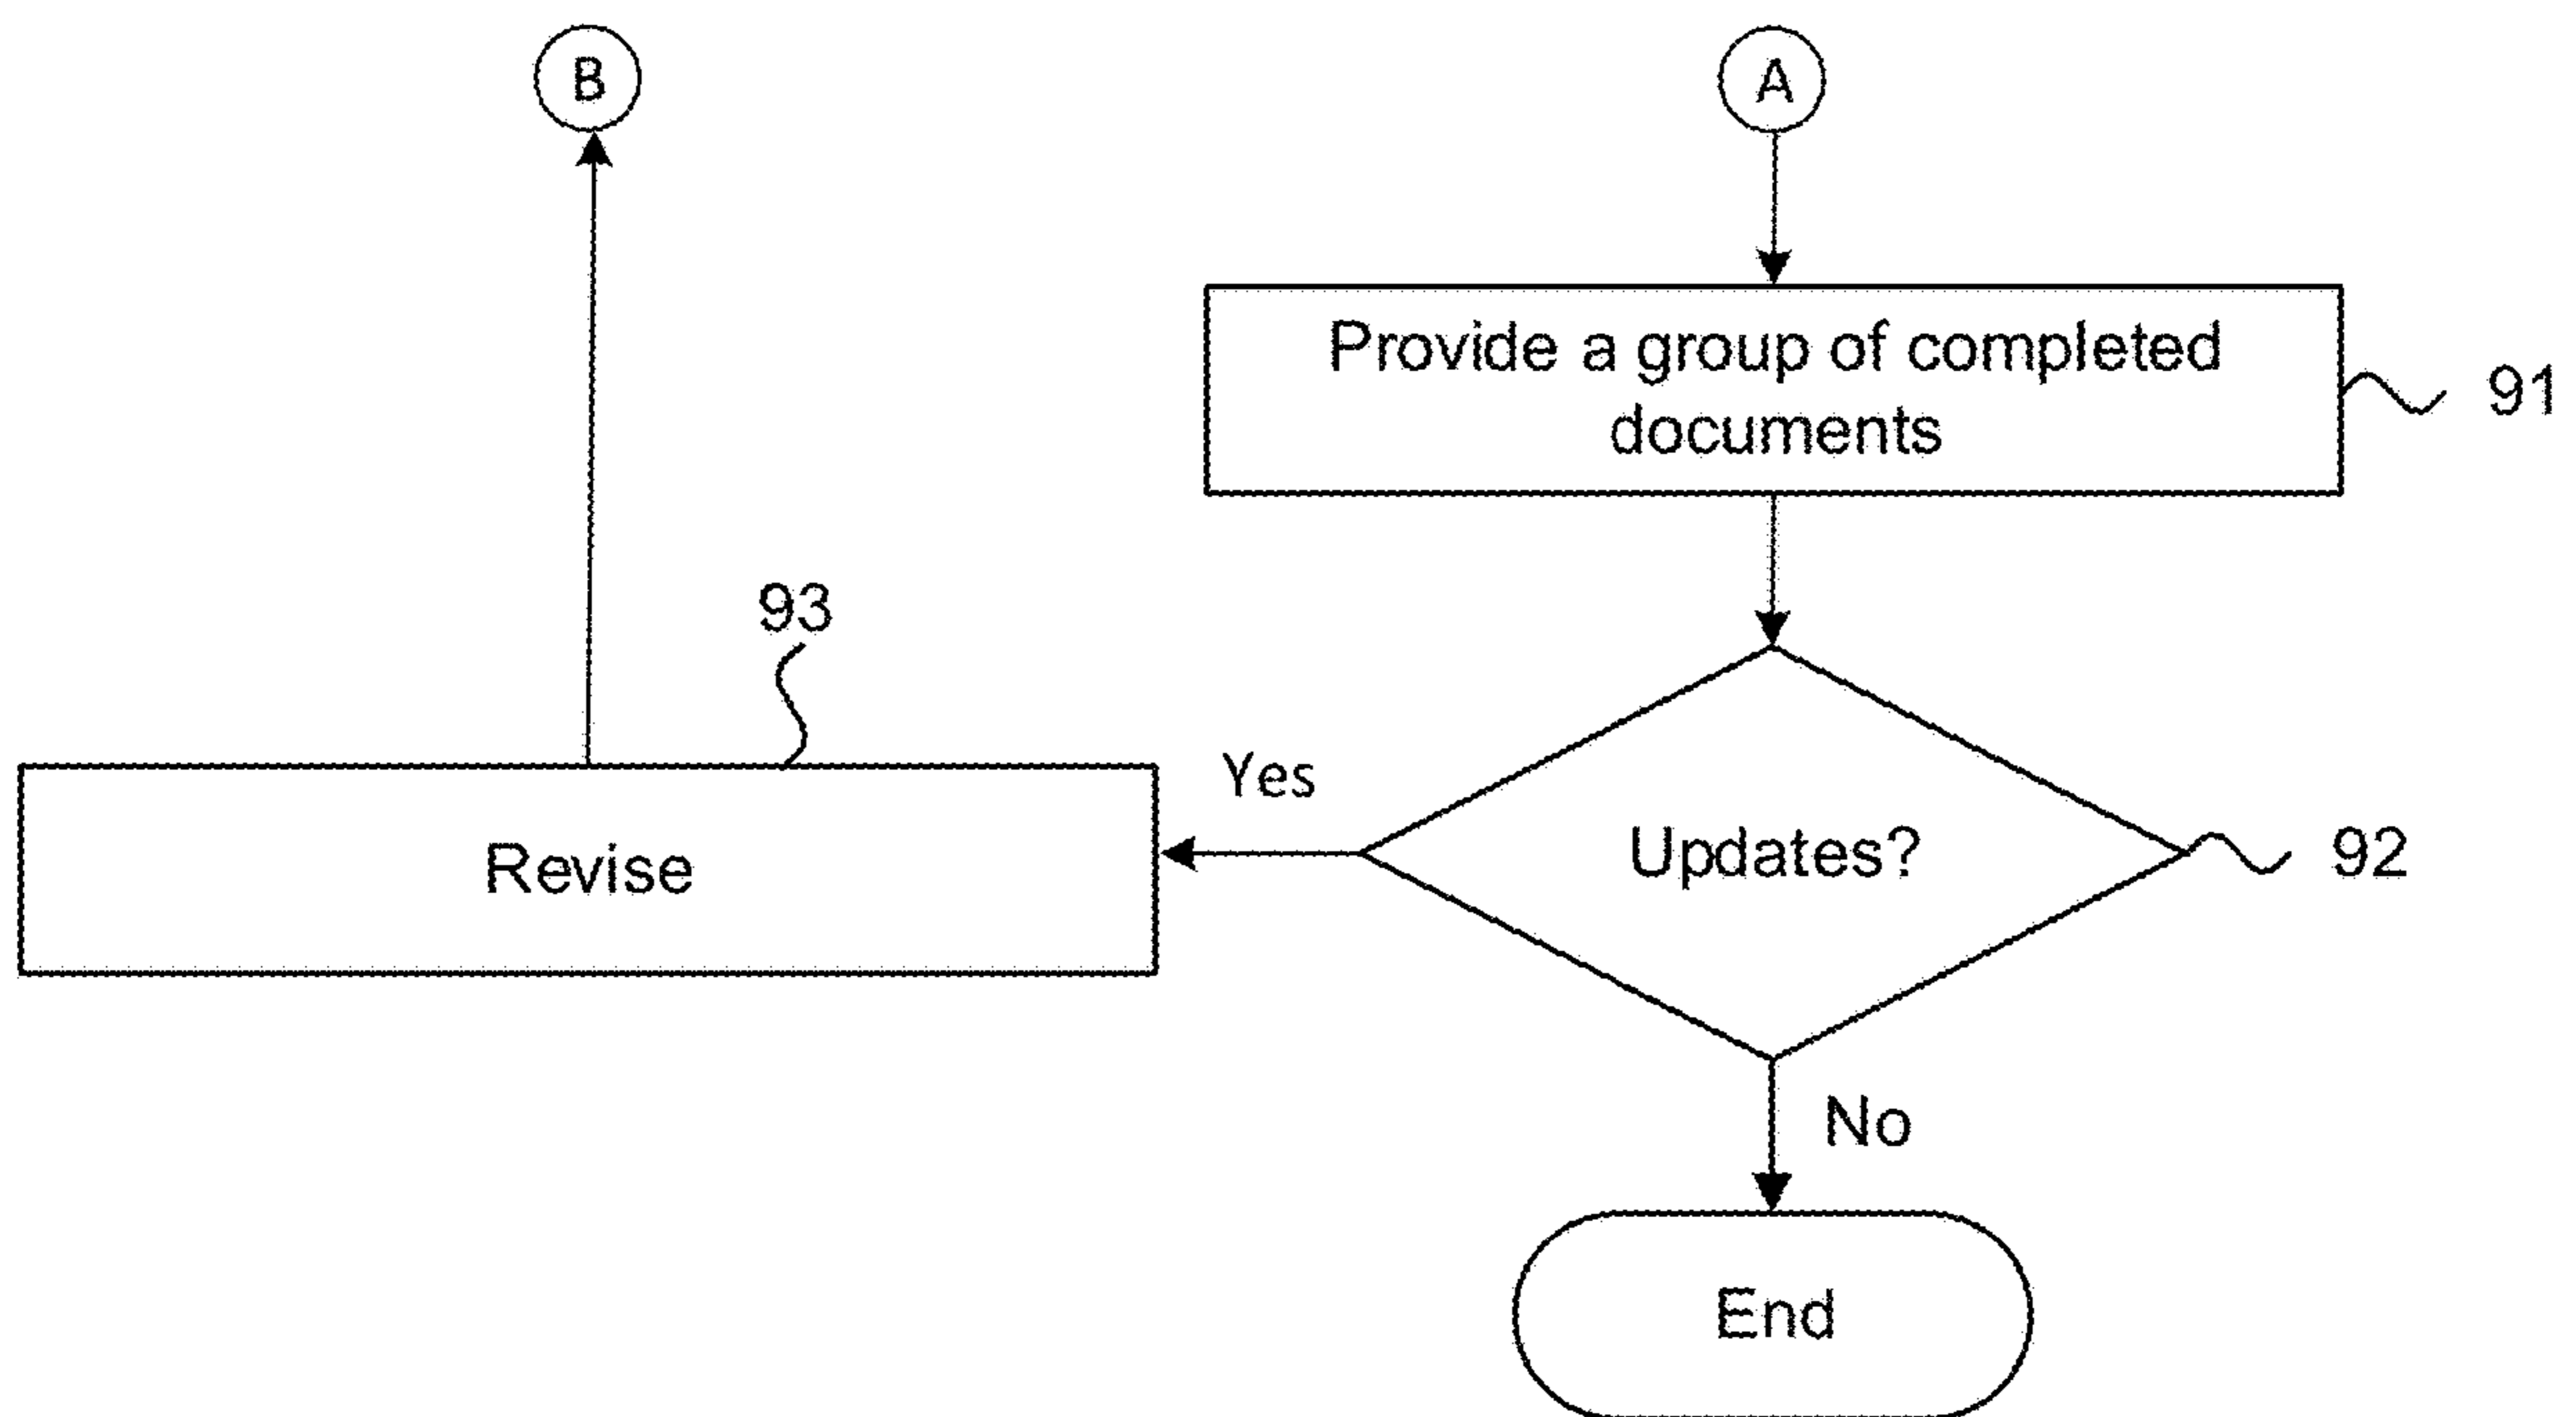 B
A
Provide a group of completed
documents
91
93
Yes
Updates?
92
Revise
No
End